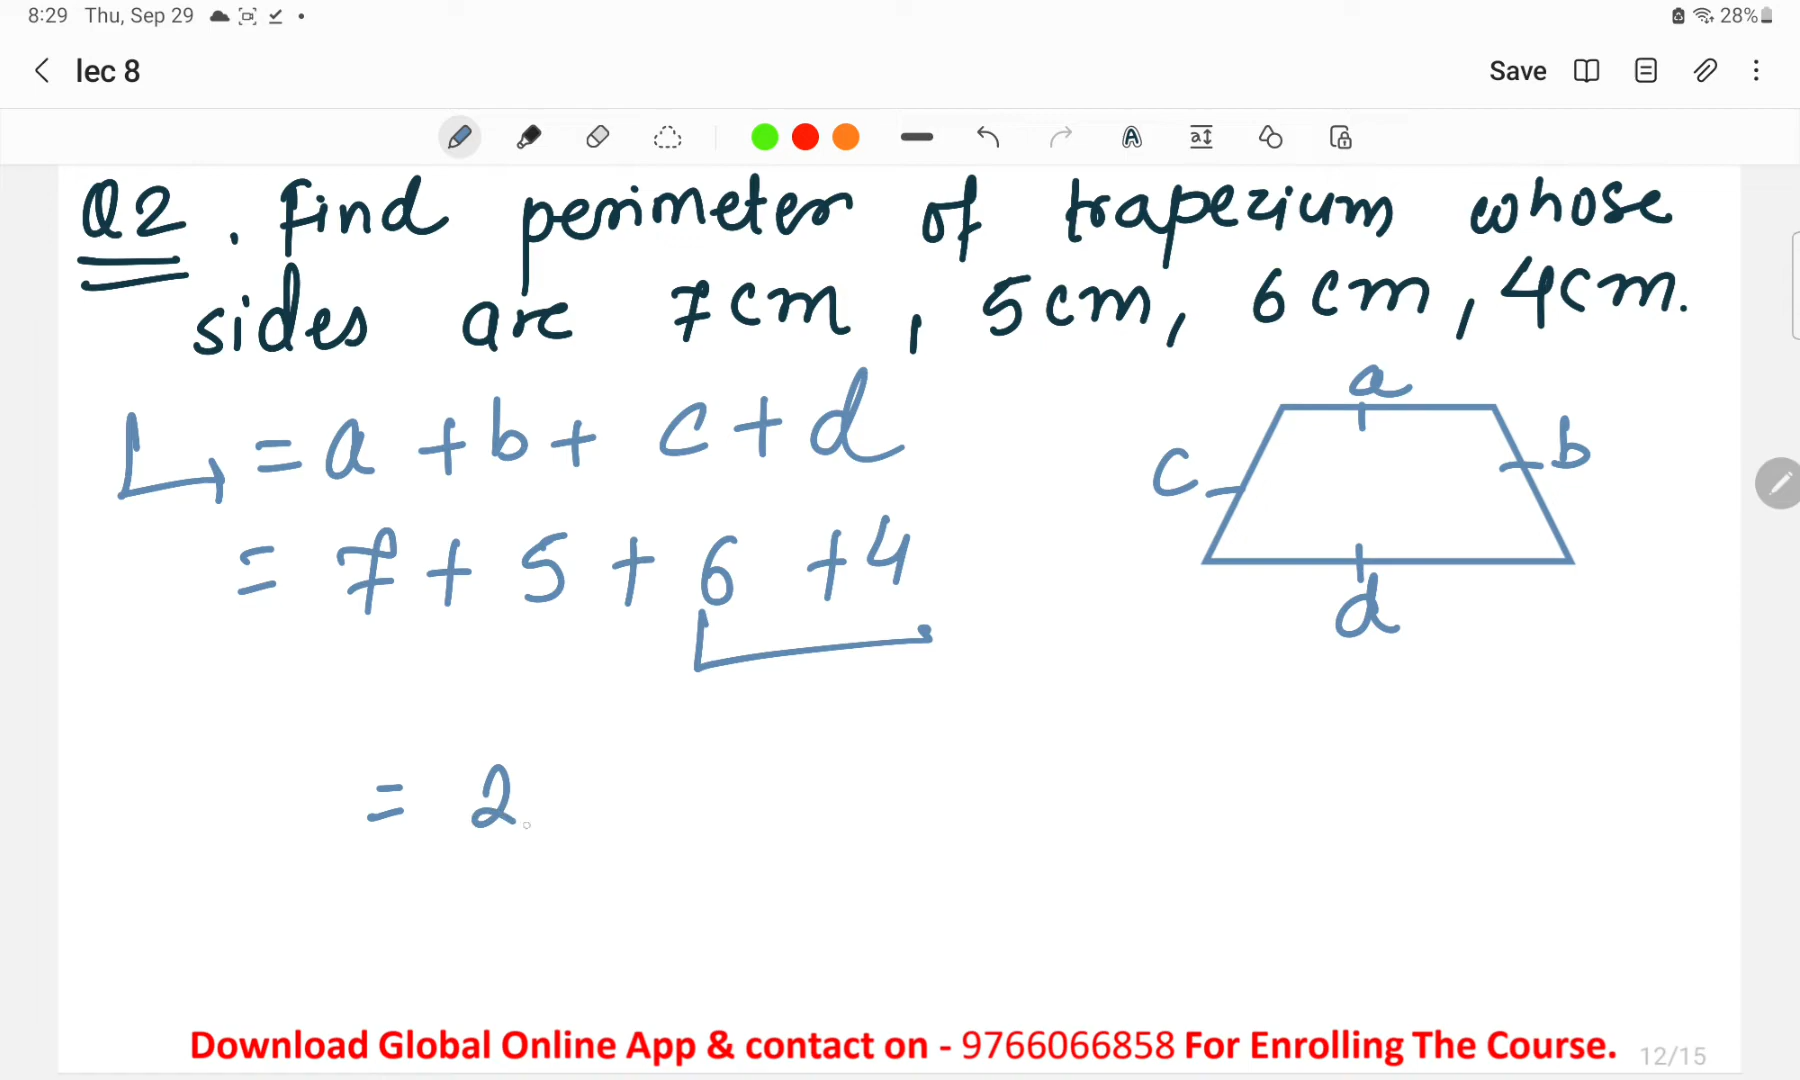 8:29 Thu, Sep 29 28%
lec 8 Save
Q2. Find perimeter of trapezium whose
sides are 7cm, 5cm, 6cm, 4cm.
= a + b + c + d
= 7 + 5 + 6 + 4
= 2
a
b
c
d
Download Global Online App & contact on - 9766066858 For Enrolling The Course.
12/15